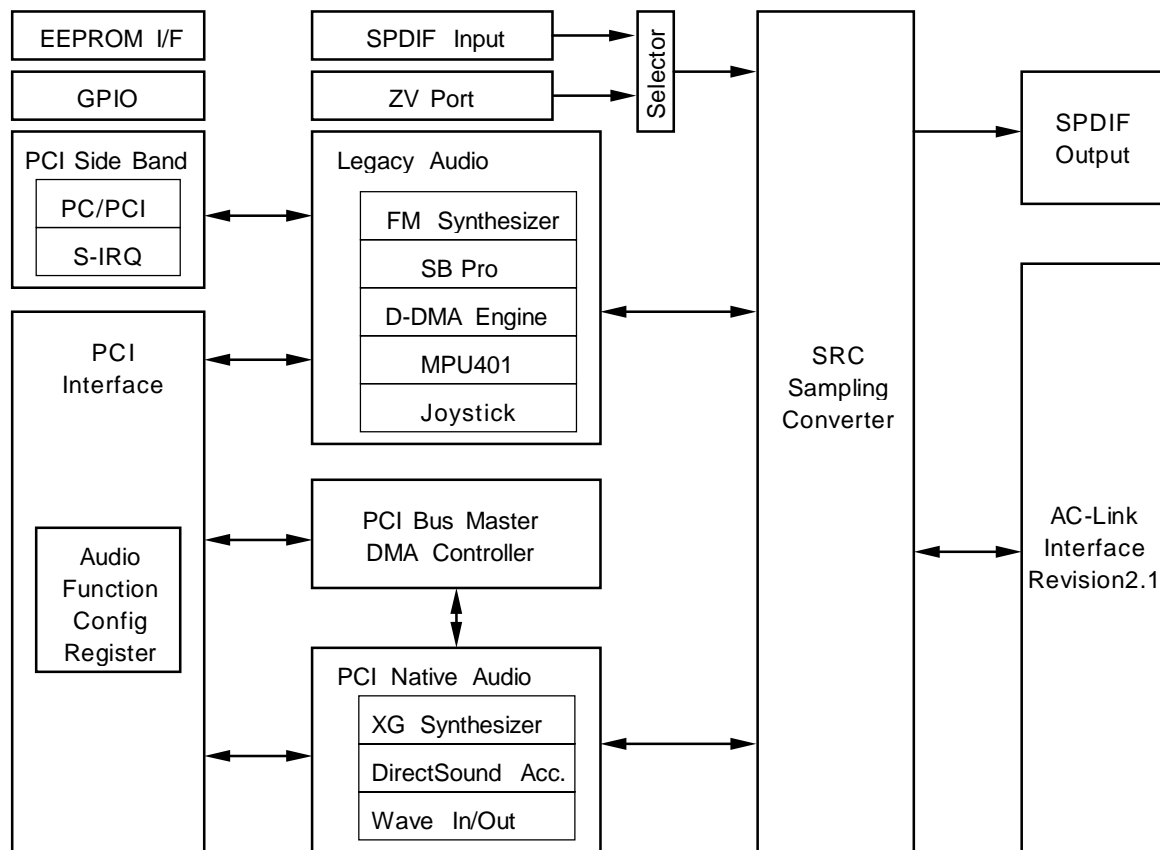 EEPROM I/F
GPIO
PCI Side Band
PC/PCI
S-IRQ
PCI
Interface
Audio
Function
Config
Register
SPDIF Input
ZV Port
Selector
Legacy Audio
FM Synthesizer
SB Pro
D-DMA Engine
MPU401
Joystick
PCI Bus Master
DMA Controller
PCI Native Audio
XG Synthesizer
DirectSound Acc.
Wave In/Out
SRC
Sampling
Converter
SPDIF
Output
AC-Link
Interface
Revision2.1